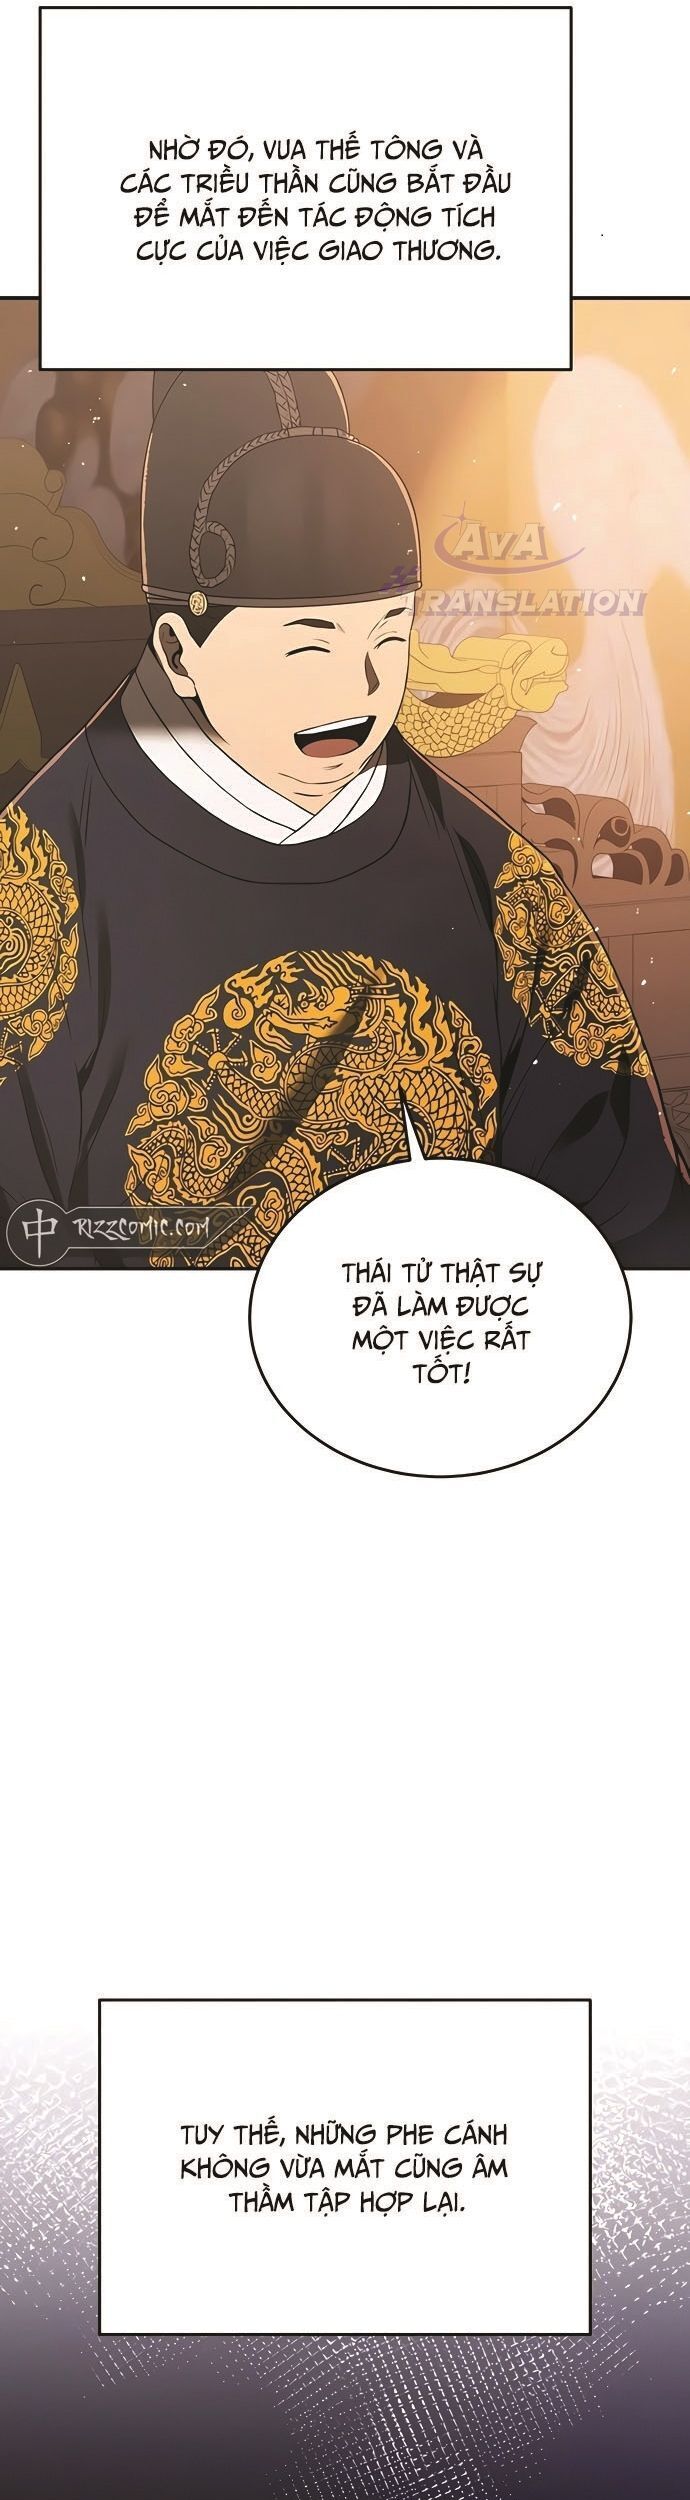 NHỜ ĐÓ, VUA THẾ TÔNG VÀ
CÁC TRIỀU THẦN CŨNG BẮT ĐẦU
ĐỂ MẮT ĐẾN TÁC ĐỘNG TÍCH
CỰC CỦA VIỆC GIAO THƯƠNG.
AVA
TRANSLATION
中 RIZZCOMIC.COM
THÁI TỬ THẬT SỰ
ĐÃ LÀM ĐƯỢC
MỘT VIỆC RẤT
TỐT!
TUY THẾ, NHỮNG PHE CÁNH
KHÔNG VỪA MẮT CŨNG ÂM
THẦM TẬP HỢP LẠI.